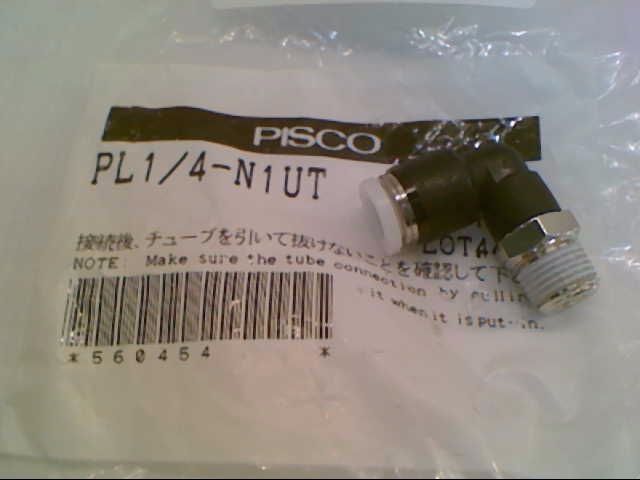 PISCO
PL1/4-N1UT
LOT4
接続後、チューブを引いて抜けないことを確認して下
NOTE: Make sure the tube connection by pullin
it when it is put-in.
*560454 *